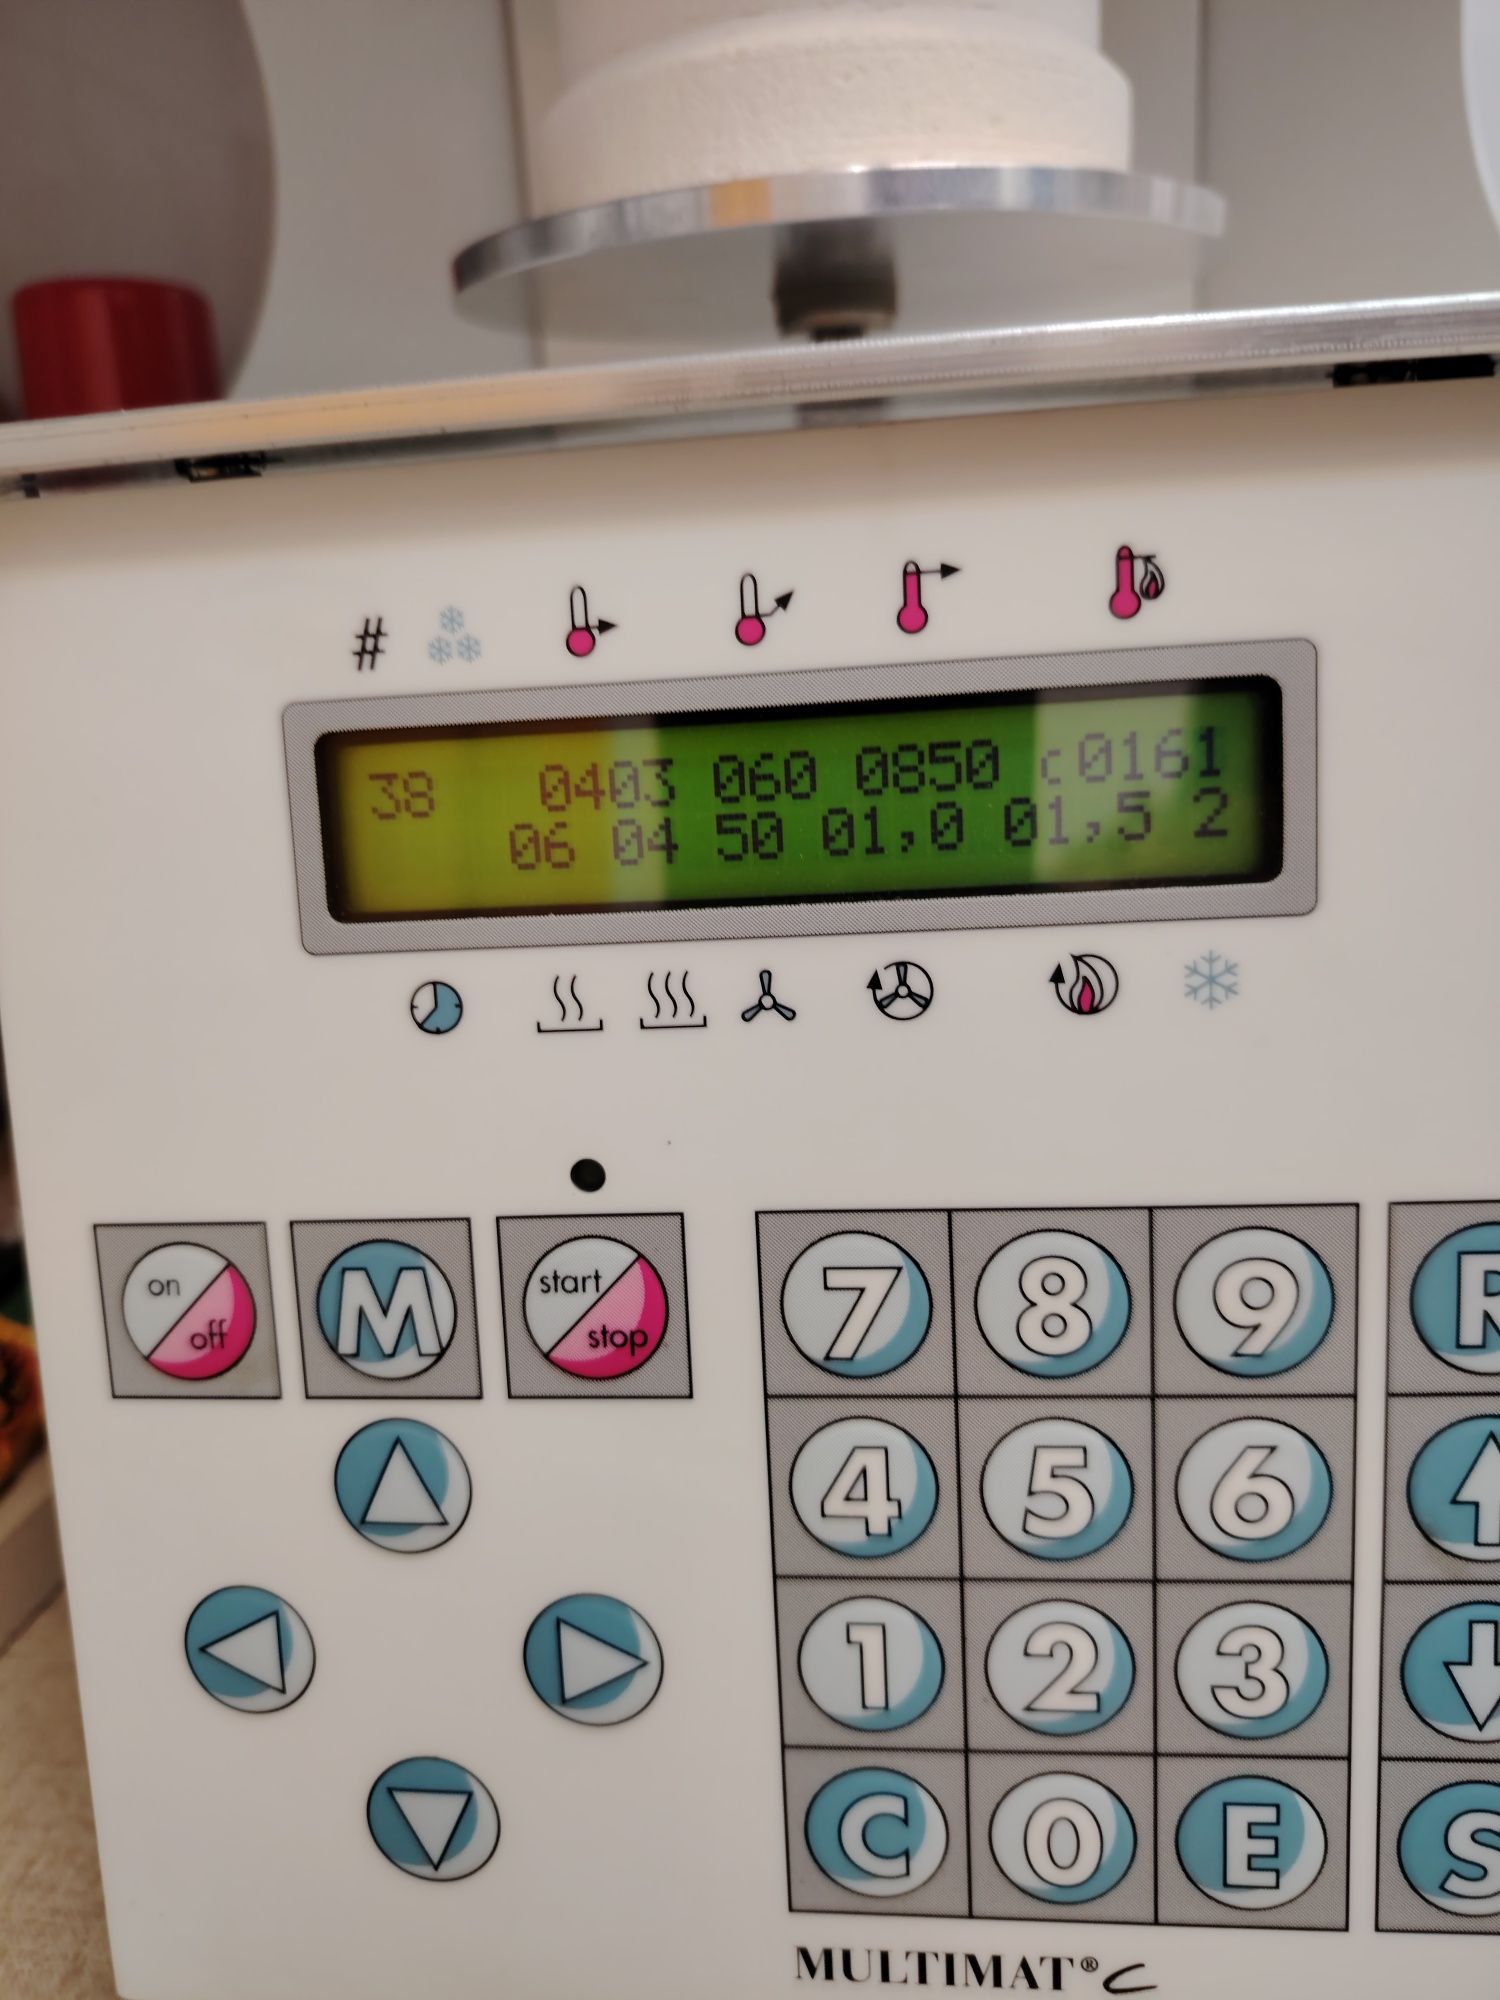 #
38 0403 060 0850 c0161
06 04 50 01,0 01,5 2
on off
M
start stop
7 8 9 R
4 5 6
1 2 3
C 0 E S
MULTIMAT® C